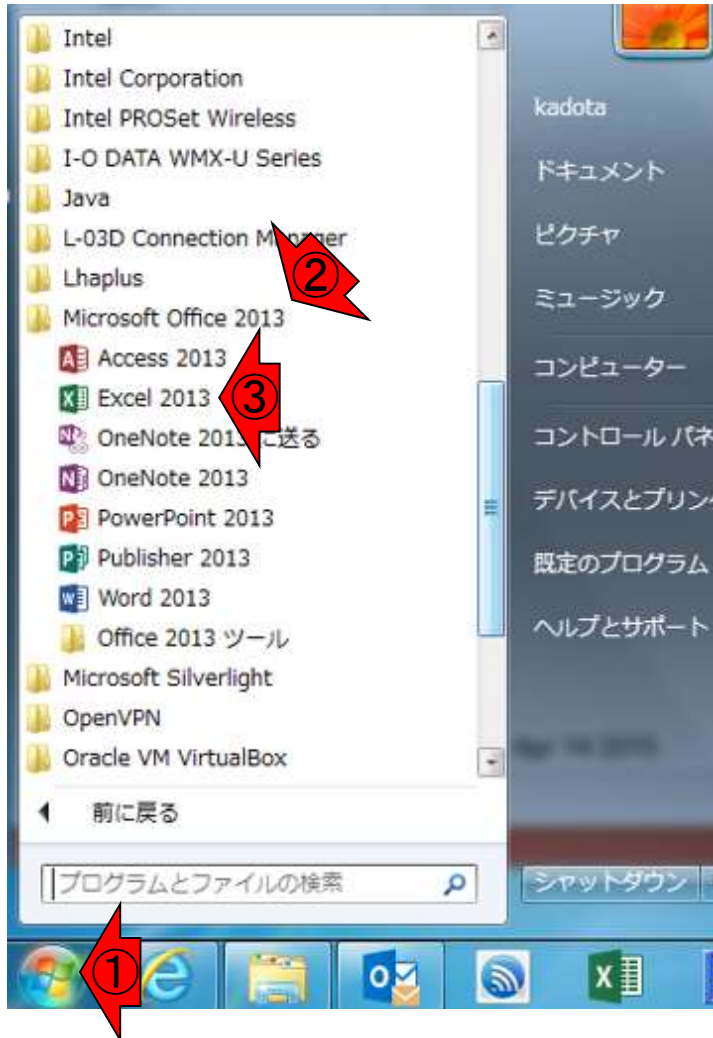 Intel
Intel Corporation
Intel PROSet Wireless
I-O DATA WMX-U Series
Java
L-03D Connection Manager
②
Lhaplus
Microsoft Office 2013
Access 2013
Excel 2013
③
OneNote 2013 に送る
OneNote 2013
PowerPoint 2013
Publisher 2013
Word 2013
Office 2013 ツール
Microsoft Silverlight
OpenVPN
Oracle VM VirtualBox
前に戻る
プログラムとファイルの検索
kadota
ドキュメント
ピクチャ
ミュージック
コンピューター
コントロール パネ
デバイスとプリン
既定のプログラム
ヘルプとサポート
シャットダウン
①